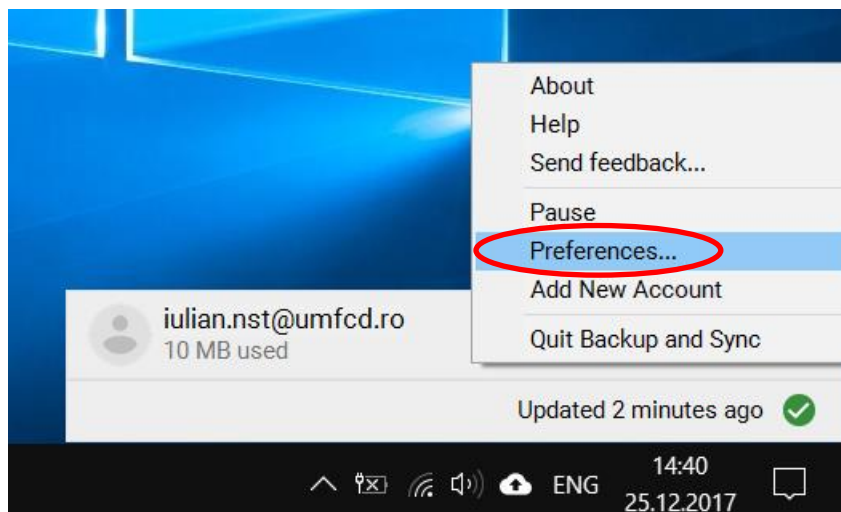 About
Help
Send feedback...
Pause
Preferences...
Add New Account
Quit Backup and Sync
iulian.nst@umfcd.ro
10 MB used
Updated 2 minutes ago
ENG
14:40
25.12.2017